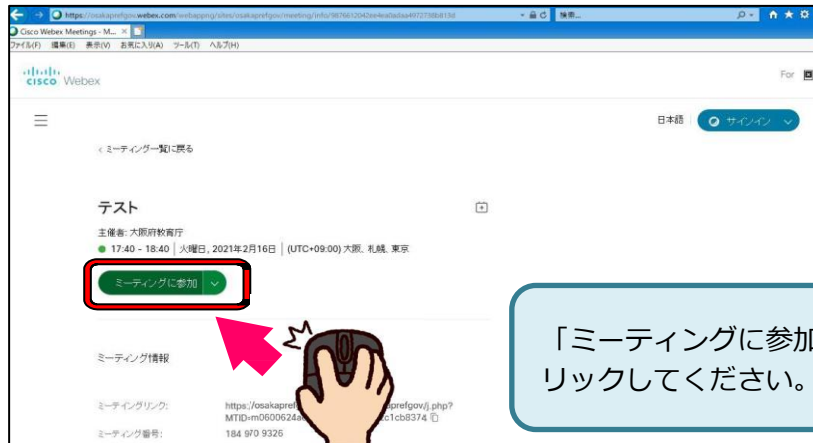 https://osakaprefgov.webex.com/webappng/sites/osakaprefgov/meeting/info/
検索...
Cisco Webex Meetings - M...
ファイル(F) 編集(E) 表示(V) お気に入り(A) ツール(T) ヘルプ(H)
cisco Webex
For
日本語 サインイン
< ミーティング一覧に戻る
テスト
主催者: 大阪府教育庁
17:40 - 18:40 | 火曜日, 2021年2月16日 | (UTC+09:00) 大阪、札幌、東京
ミーティングに参加
「ミーティングに参加
リックしてください。
ミーティング情報
ミーティングリンク: https://osakapref prefgov/j.php?
MTID=m0600624a c1cb8374
ミーティング番号: 184 970 9326